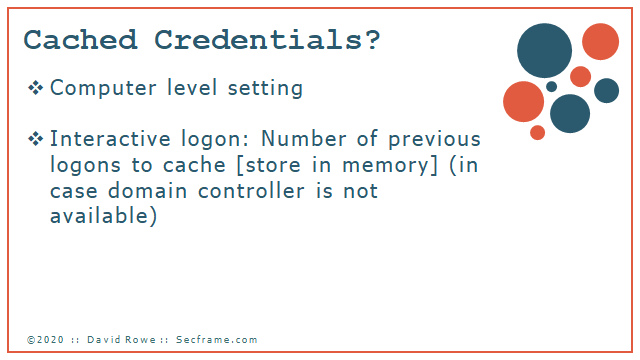 Cached Credentials?
❖ Computer level setting
❖ Interactive logon: Number of previous
logons to cache [store in memory] (in
case domain controller is not
available)
©2020 :: David Rowe :: Secframe.com